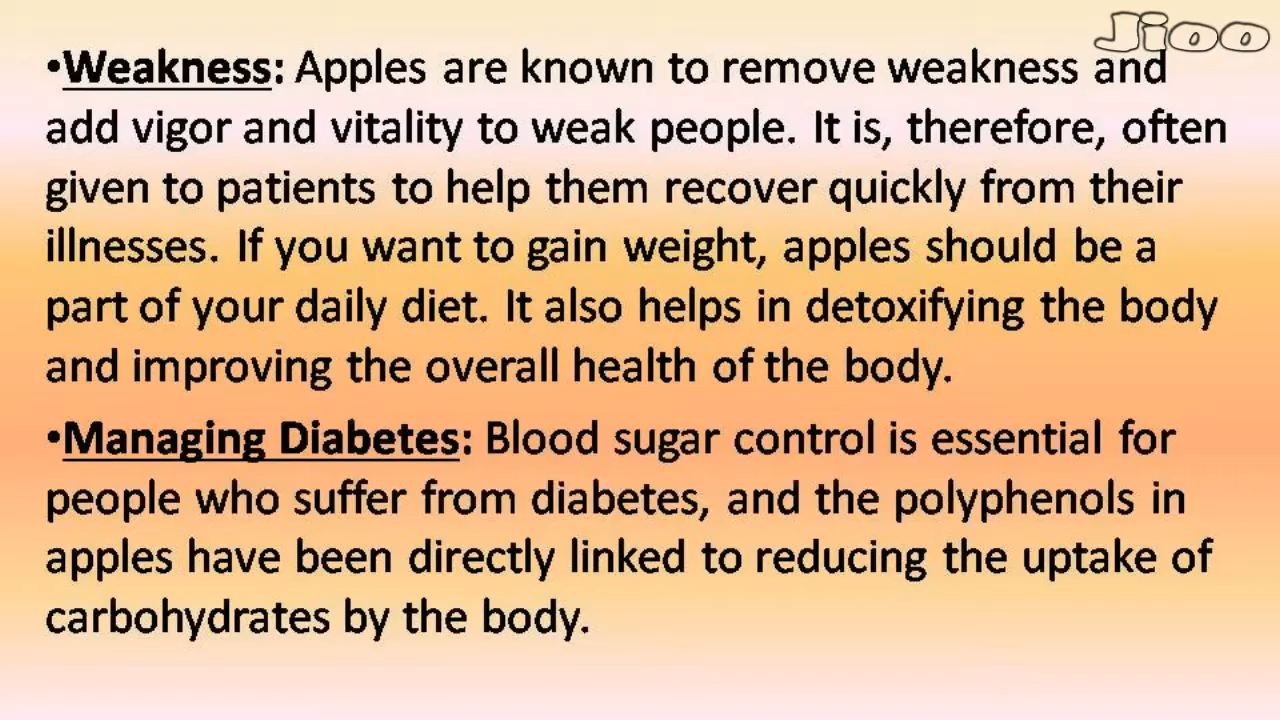 Jioo
•Weakness: Apples are known to remove weakness and
add vigor and vitality to weak people. It is, therefore, often
given to patients to help them recover quickly from their
illnesses. If you want to gain weight, apples should be a
part of your daily diet. It also helps in detoxifying the body
and improving the overall health of the body.
•Managing Diabetes: Blood sugar control is essential for
people who suffer from diabetes, and the polyphenols in
apples have been directly linked to reducing the uptake of
carbohydrates by the body.